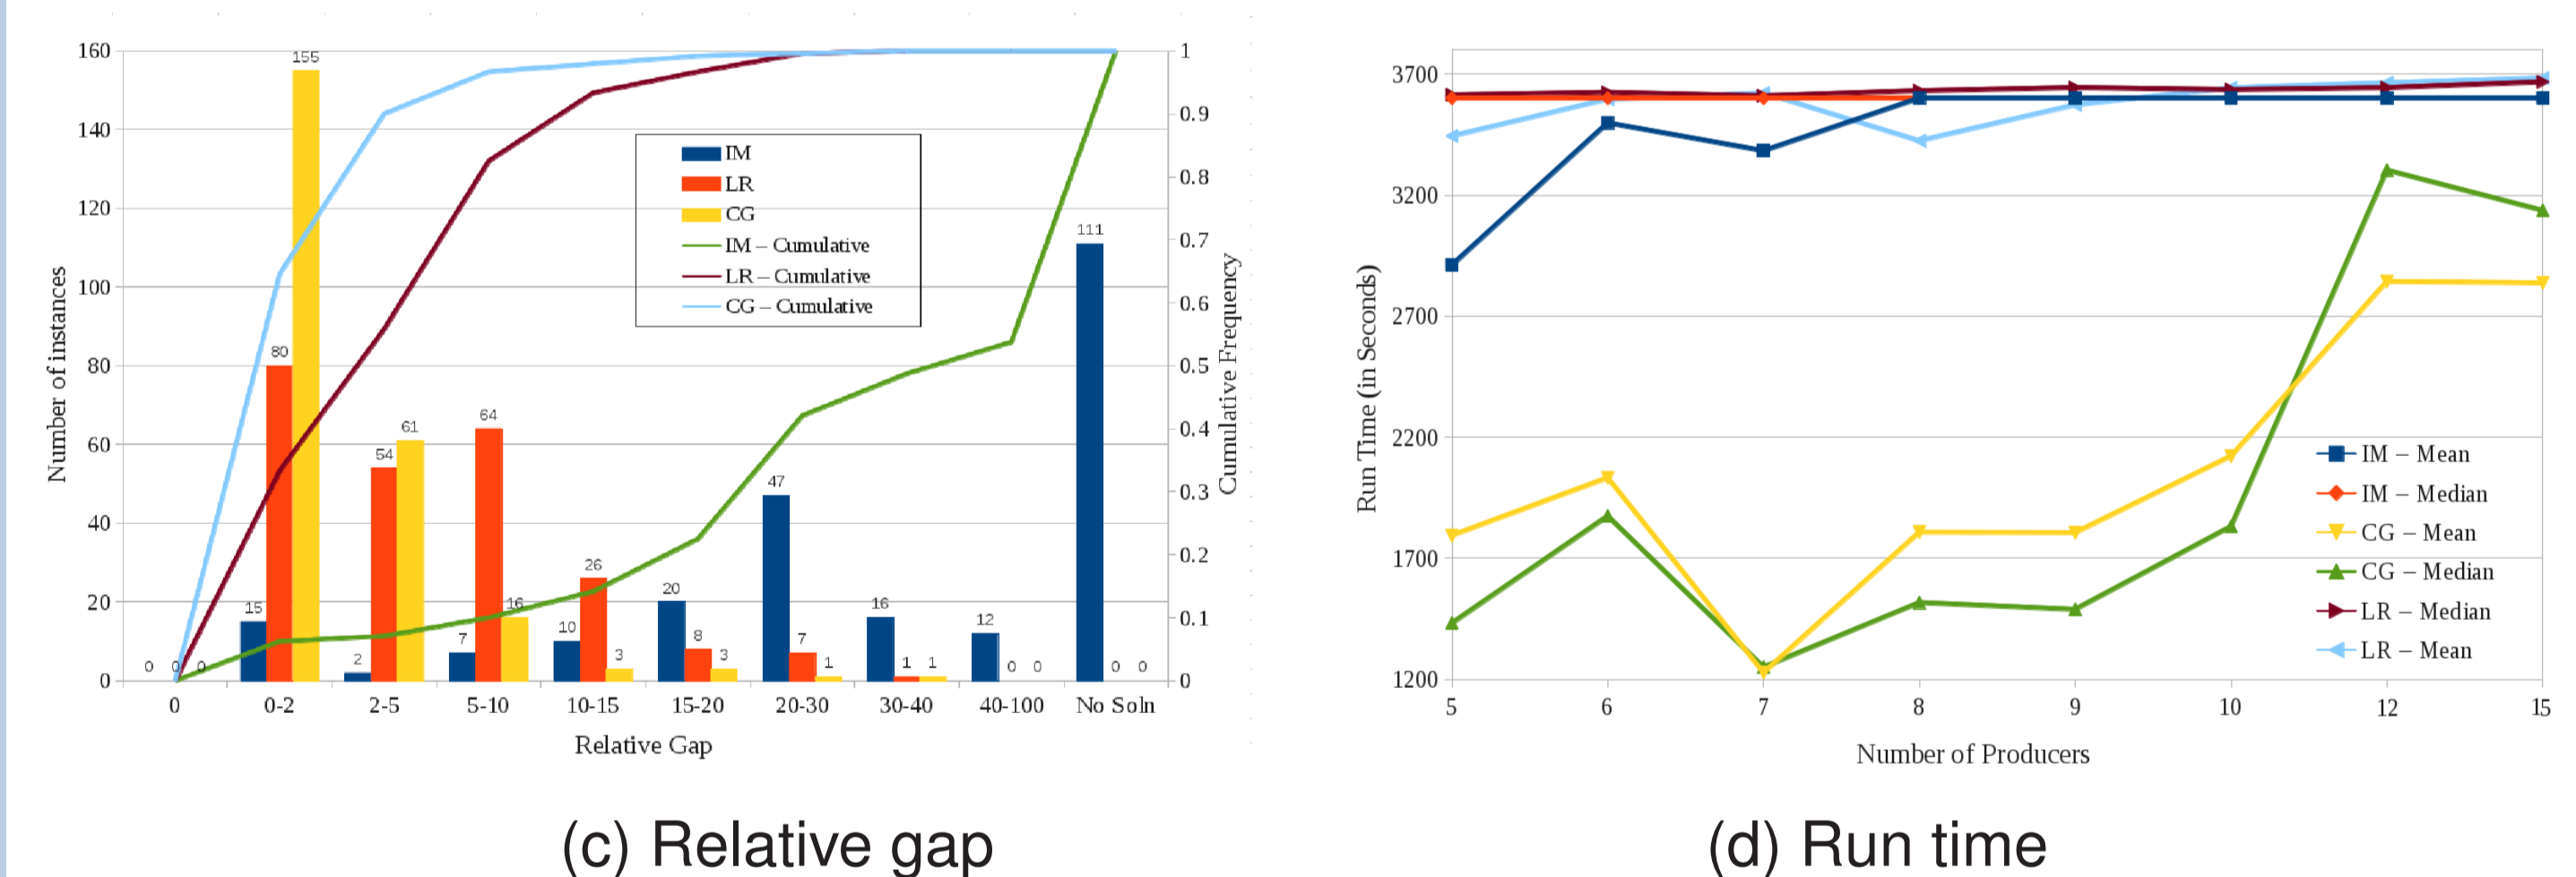 160
140
120
100
80
60
40
20
0
Number of instances
1
0.9
0.8
0.7
0.6
0.5
0.4
0.3
0.2
0.1
0
Cumulative Frequency
IM
LR
CG
IM – Cumulative
LR – Cumulative
CG – Cumulative
0 0 0
15 80 155
2 54 61
7 64 16
10 26 3
20 8 3
47 7 1
16 1 1
12 0 0
111 0 0
0 0-2 2-5 5-10 10-15 15-20 20-30 30-40 40-100 No Soln
Relative Gap
(c) Relative gap
3700
3200
2700
2200
1700
1200
Run Time (in Seconds)
IM – Mean
IM – Median
CG – Mean
CG – Median
LR – Median
LR – Mean
5 6 7 8 9 10 12 15
Number of Producers
(d) Run time